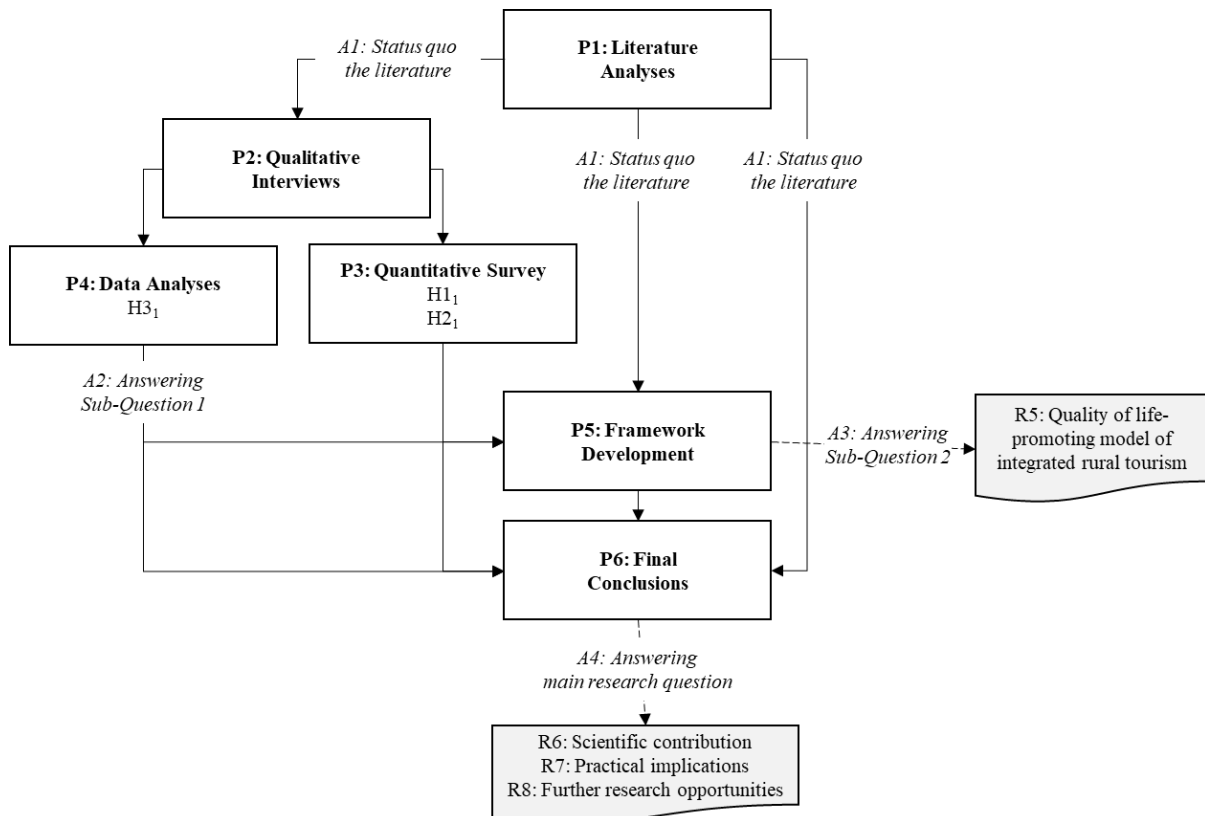 P1: Literature
Analyses
A1: Status quo
the literature
P2: Qualitative
Interviews
A1: Status quo
the literature
A1: Status quo
the literature
P4: Data Analyses
H3₁
P3: Quantitative Survey
H1₁
H2₁
A2: Answering
Sub-Question 1
P5: Framework
Development
A3: Answering
Sub-Question 2
R5: Quality of life-
promoting model of
integrated rural tourism
P6: Final
Conclusions
A4: Answering
main research question
R6: Scientific contribution
R7: Practical implications
R8: Further research opportunities